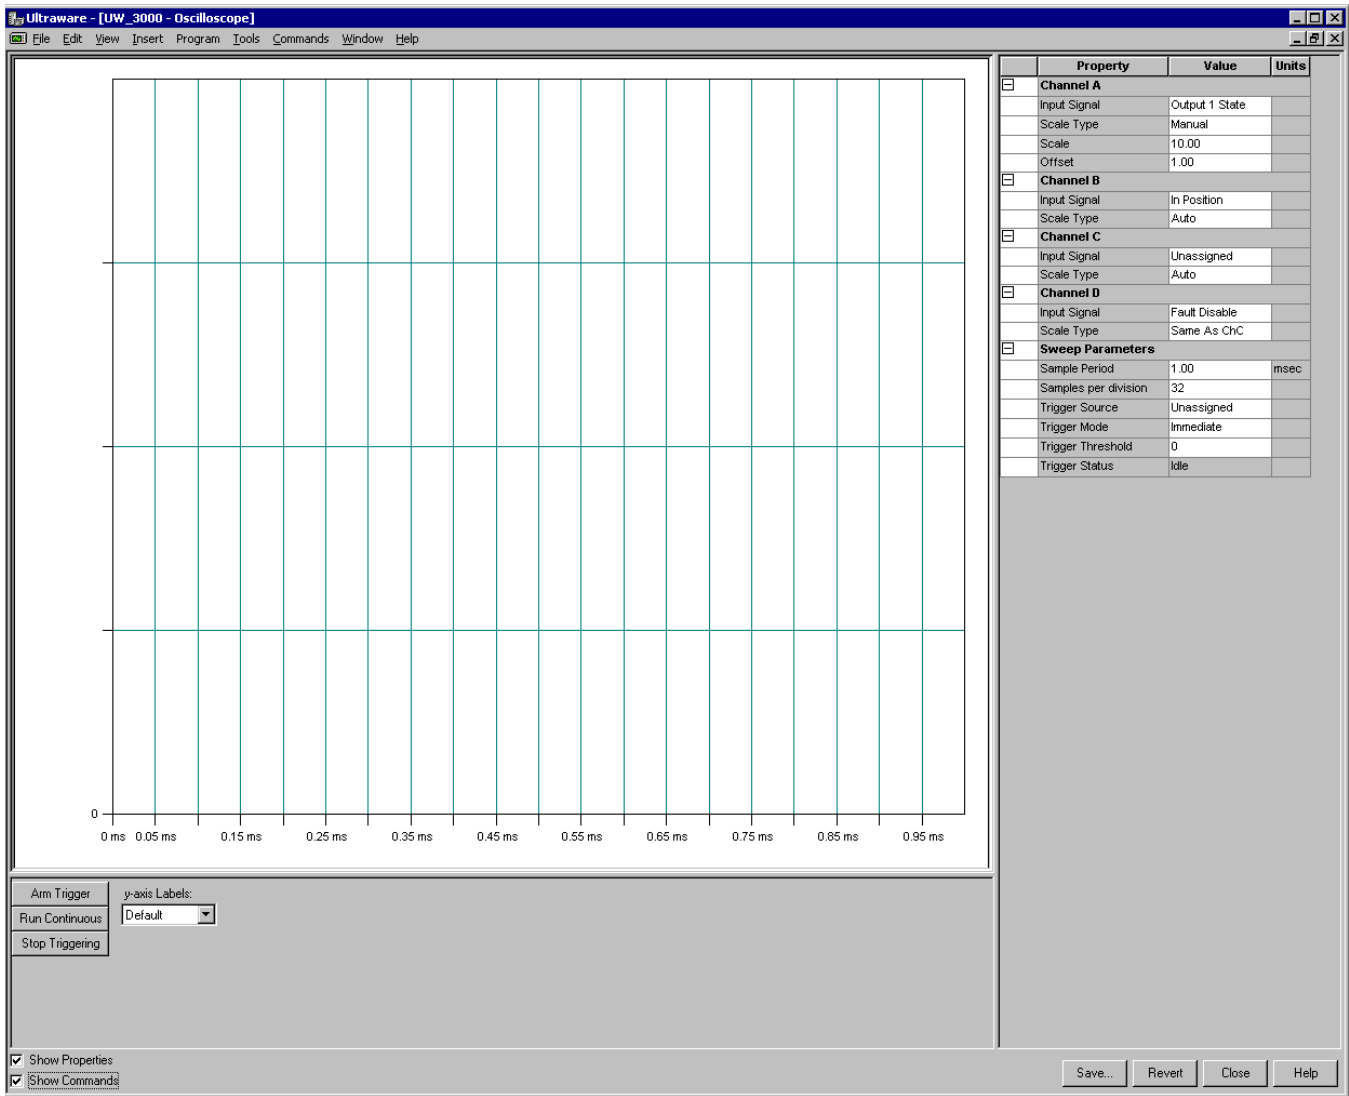 Ultraware - [UW_3000 - Oscilloscope]
File Edit View Insert Program Tools Commands Window Help
0
0 ms 0.05 ms 0.15 ms 0.25 ms 0.35 ms 0.45 ms 0.55 ms 0.65 ms 0.75 ms 0.85 ms 0.95 ms
Arm Trigger
Run Continuous
Stop Triggering
y-axis Labels:
Default
Show Properties
Show Commands
Property Value Units
Channel A
Input Signal Output 1 State
Scale Type Manual
Scale 10.00
Offset 1.00
Channel B
Input Signal In Position
Scale Type Auto
Channel C
Input Signal Unassigned
Scale Type Auto
Channel D
Input Signal Fault Disable
Scale Type Same As ChC
Sweep Parameters
Sample Period 1.00 msec
Samples per division 32
Trigger Source Unassigned
Trigger Mode Immediate
Trigger Threshold 0
Trigger Status Idle
Save... Revert Close Help